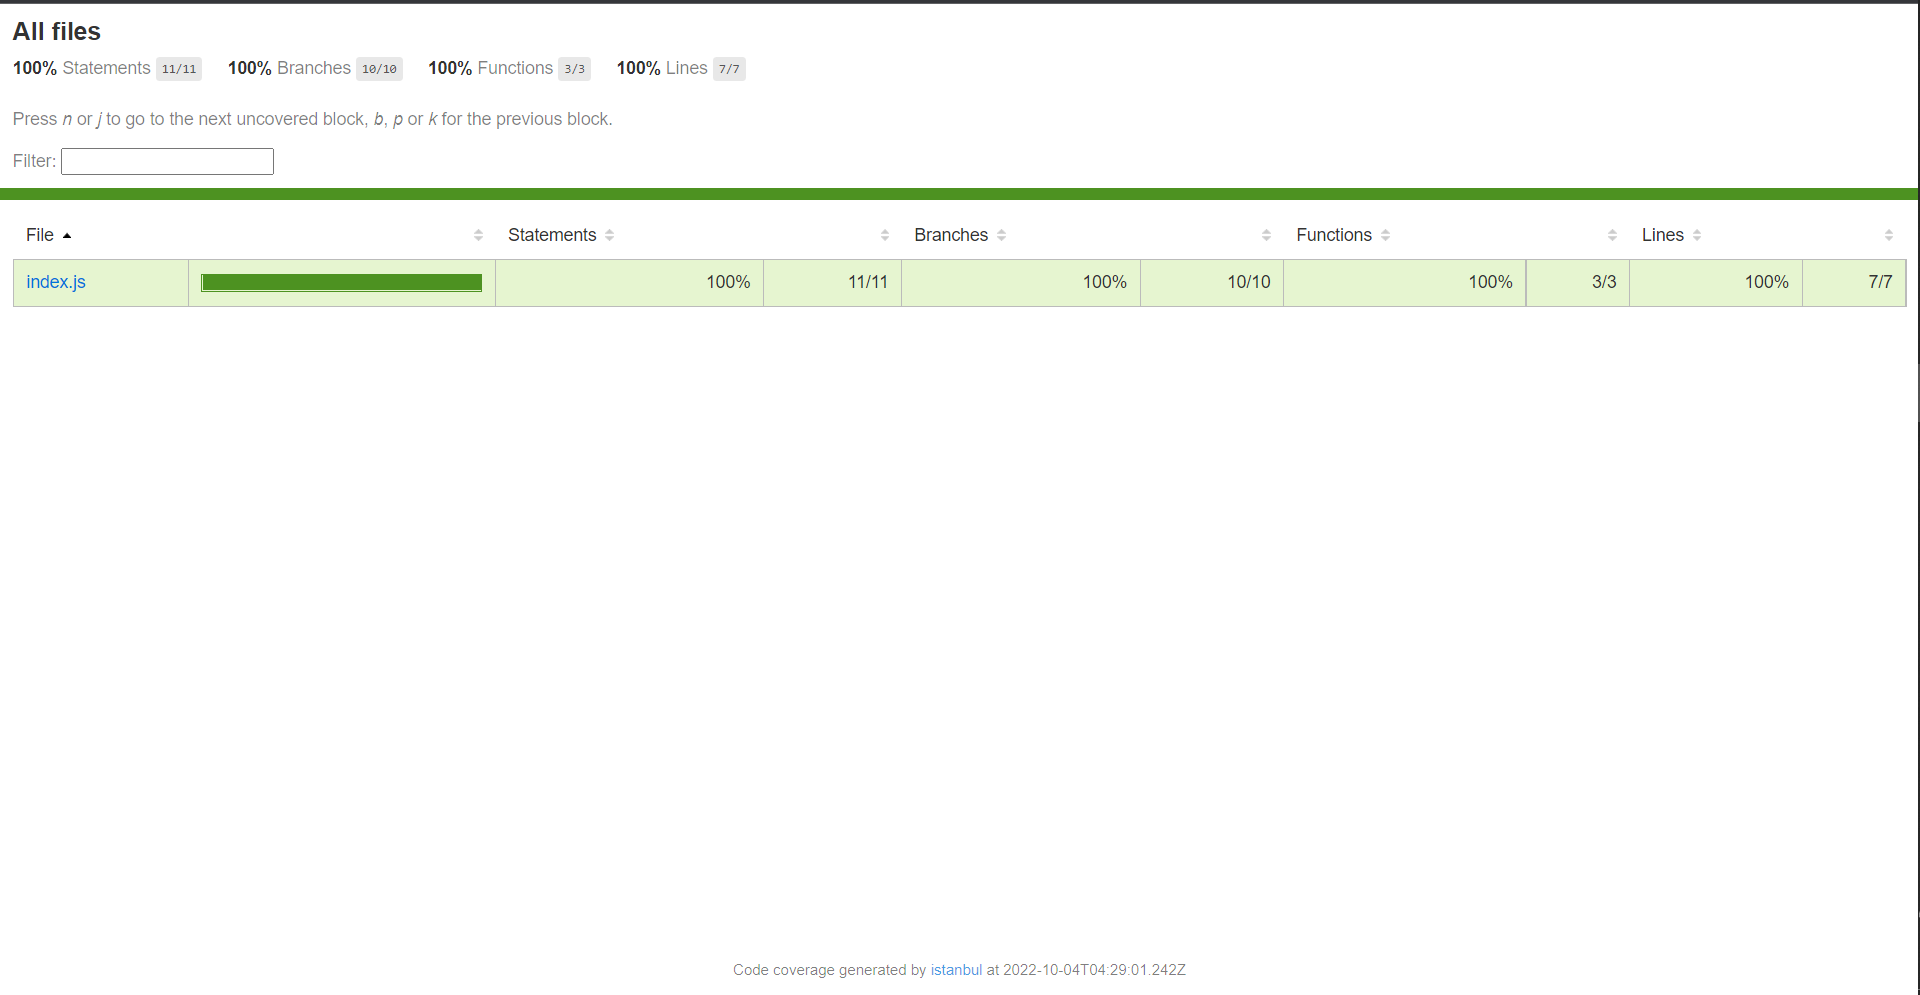 All files
100% Statements 11/11 100% Branches 10/10 100% Functions 3/3 100% Lines 7/7
Press n or j to go to the next uncovered block, b, p or k for the previous block.
Filter:
File Statements Branches Functions Lines
index.js 100% 11/11 100% 10/10 100% 3/3 100% 7/7
Code coverage generated by istanbul at 2022-10-04T04:29:01.242Z